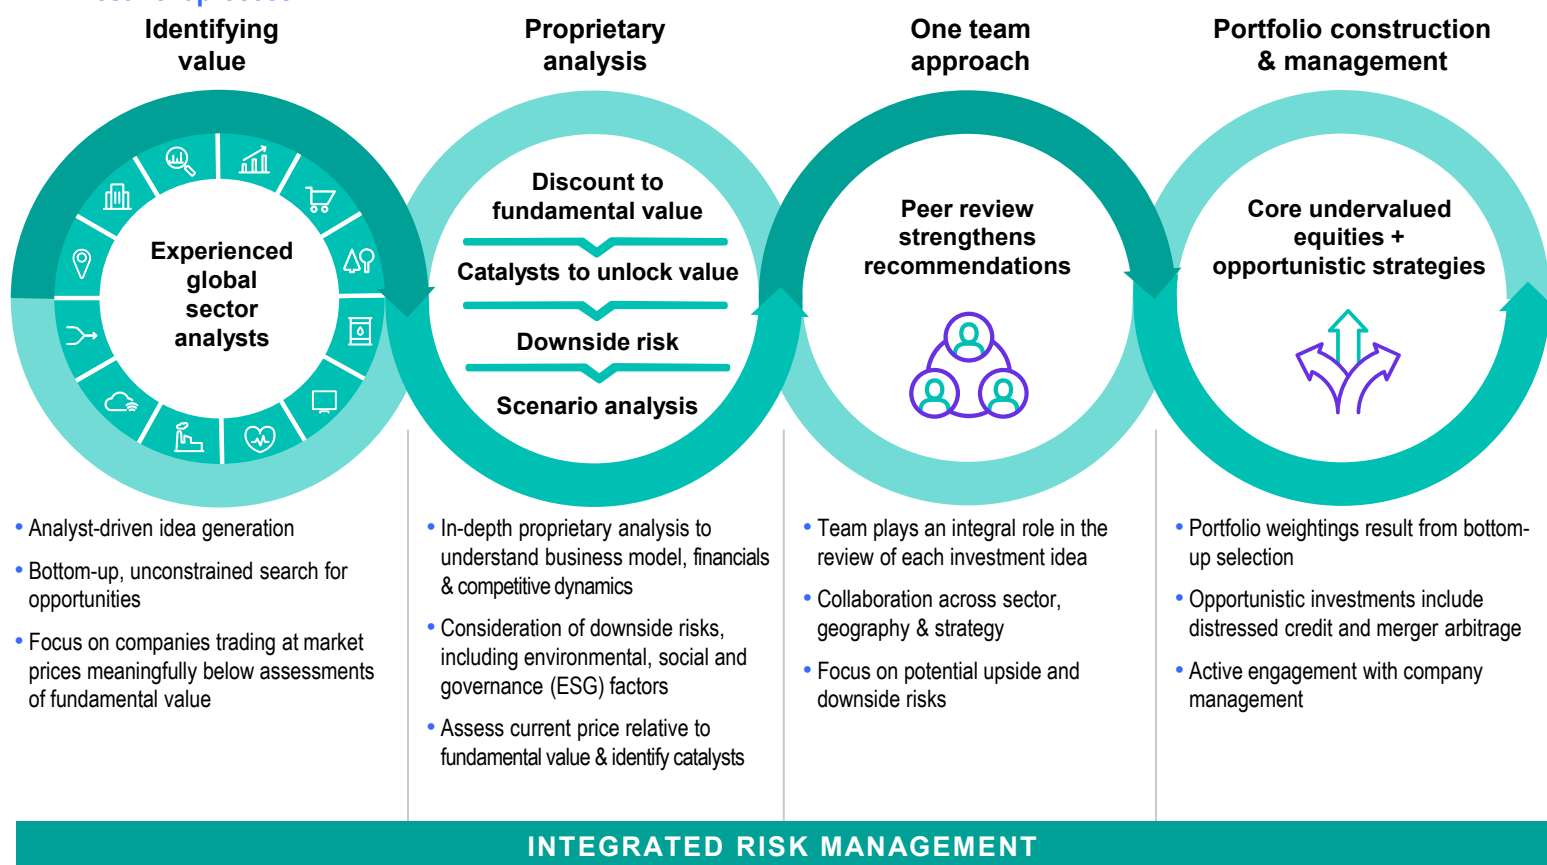 Identifying
value
Proprietary
analysis
One team
approach
Portfolio construction
& management
Experienced
global
sector
analysts
Discount to
fundamental value
Catalysts to unlock value
Downside risk
Scenario analysis
Peer review
strengthens
recommendations
Core undervalued
equities +
opportunistic strategies
• Analyst-driven idea generation
• Bottom-up, unconstrained search for
opportunities
• Focus on companies trading at market
prices meaningfully below assessments
of fundamental value
• In-depth proprietary analysis to
understand business model, financials
& competitive dynamics
• Consideration of downside risks,
including environmental, social and
governance (ESG) factors
• Assess current price relative to
fundamental value & identify catalysts
• Team plays an integral role in the
review of each investment idea
• Collaboration across sector,
geography & strategy
• Focus on potential upside and
downside risks
• Portfolio weightings result from bottom-
up selection
• Opportunistic investments include
distressed credit and merger arbitrage
• Active engagement with company
management
INTEGRATED RISK MANAGEMENT